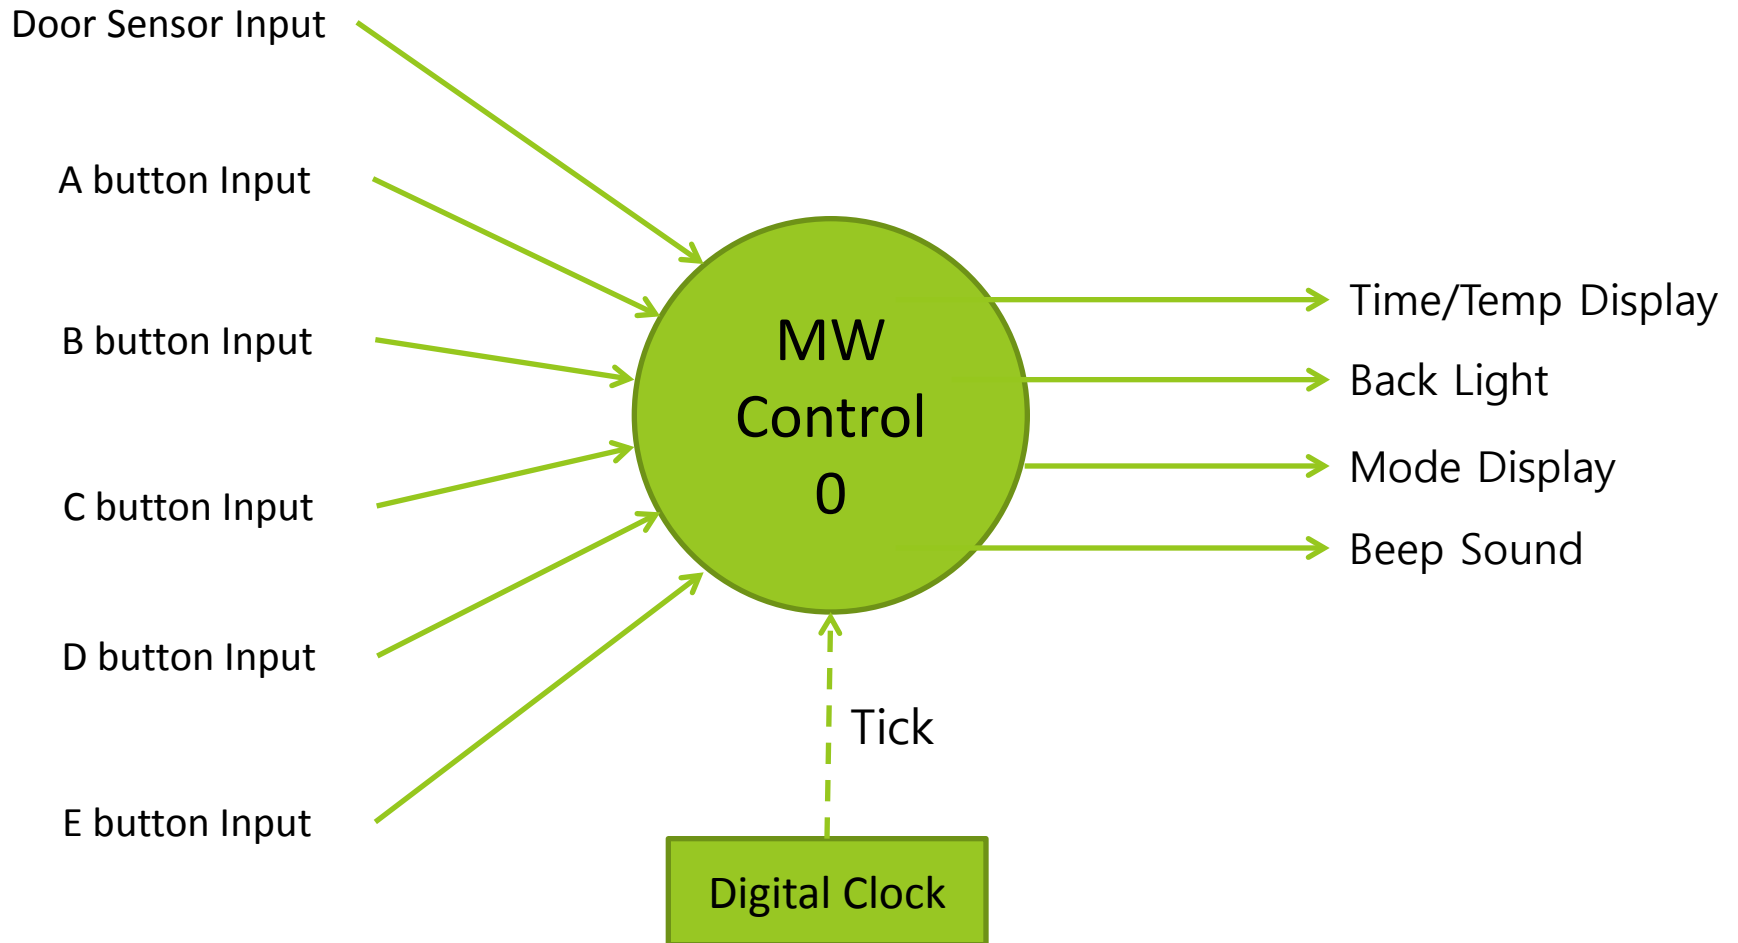 Door Sensor Input
A button Input
B button Input
C button Input
D button Input
E button Input
MW
Control
0
Time/Temp Display
Back Light
Mode Display
Beep Sound
Tick
Digital Clock